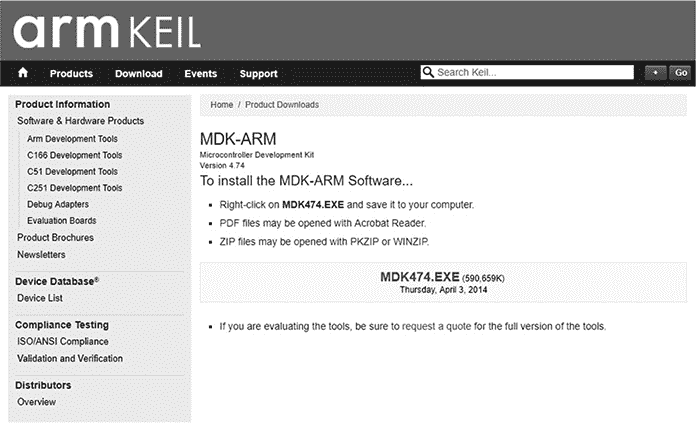 arm KEIL
Products Download Events Support Search Keil... Go
Product Information
Software & Hardware Products
Arm Development Tools
C166 Development Tools
C51 Development Tools
C251 Development Tools
Debug Adapters
Evaluation Boards
Product Brochures
Newsletters
Device Database®
Device List
Compliance Testing
ISO/ANSI Compliance
Validation and Verification
Distributors
Overview
Home / Product Downloads
MDK-ARM
Microcontroller Development Kit
Version 4.74
To install the MDK-ARM Software...
• Right-click on MDK474.EXE and save it to your computer.
• PDF files may be opened with Acrobat Reader.
• ZIP files may be opened with PKZIP or WINZIP.
MDK474.EXE (590,659K)
Thursday, April 3, 2014
• If you are evaluating the tools, be sure to request a quote for the full version of the tools.